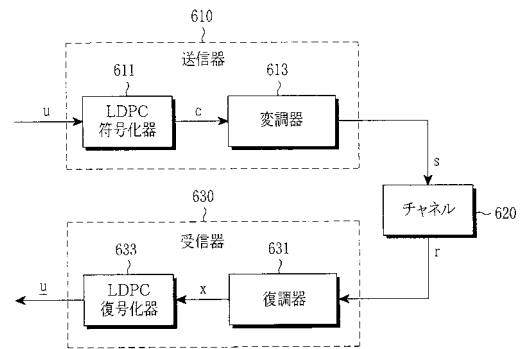 610
送信器
611
613
u
LDPC
符号化器
c
変調器
s
チャネル
620
r
630
受信器
633
631
u
LDPC
復号化器
x
復調器